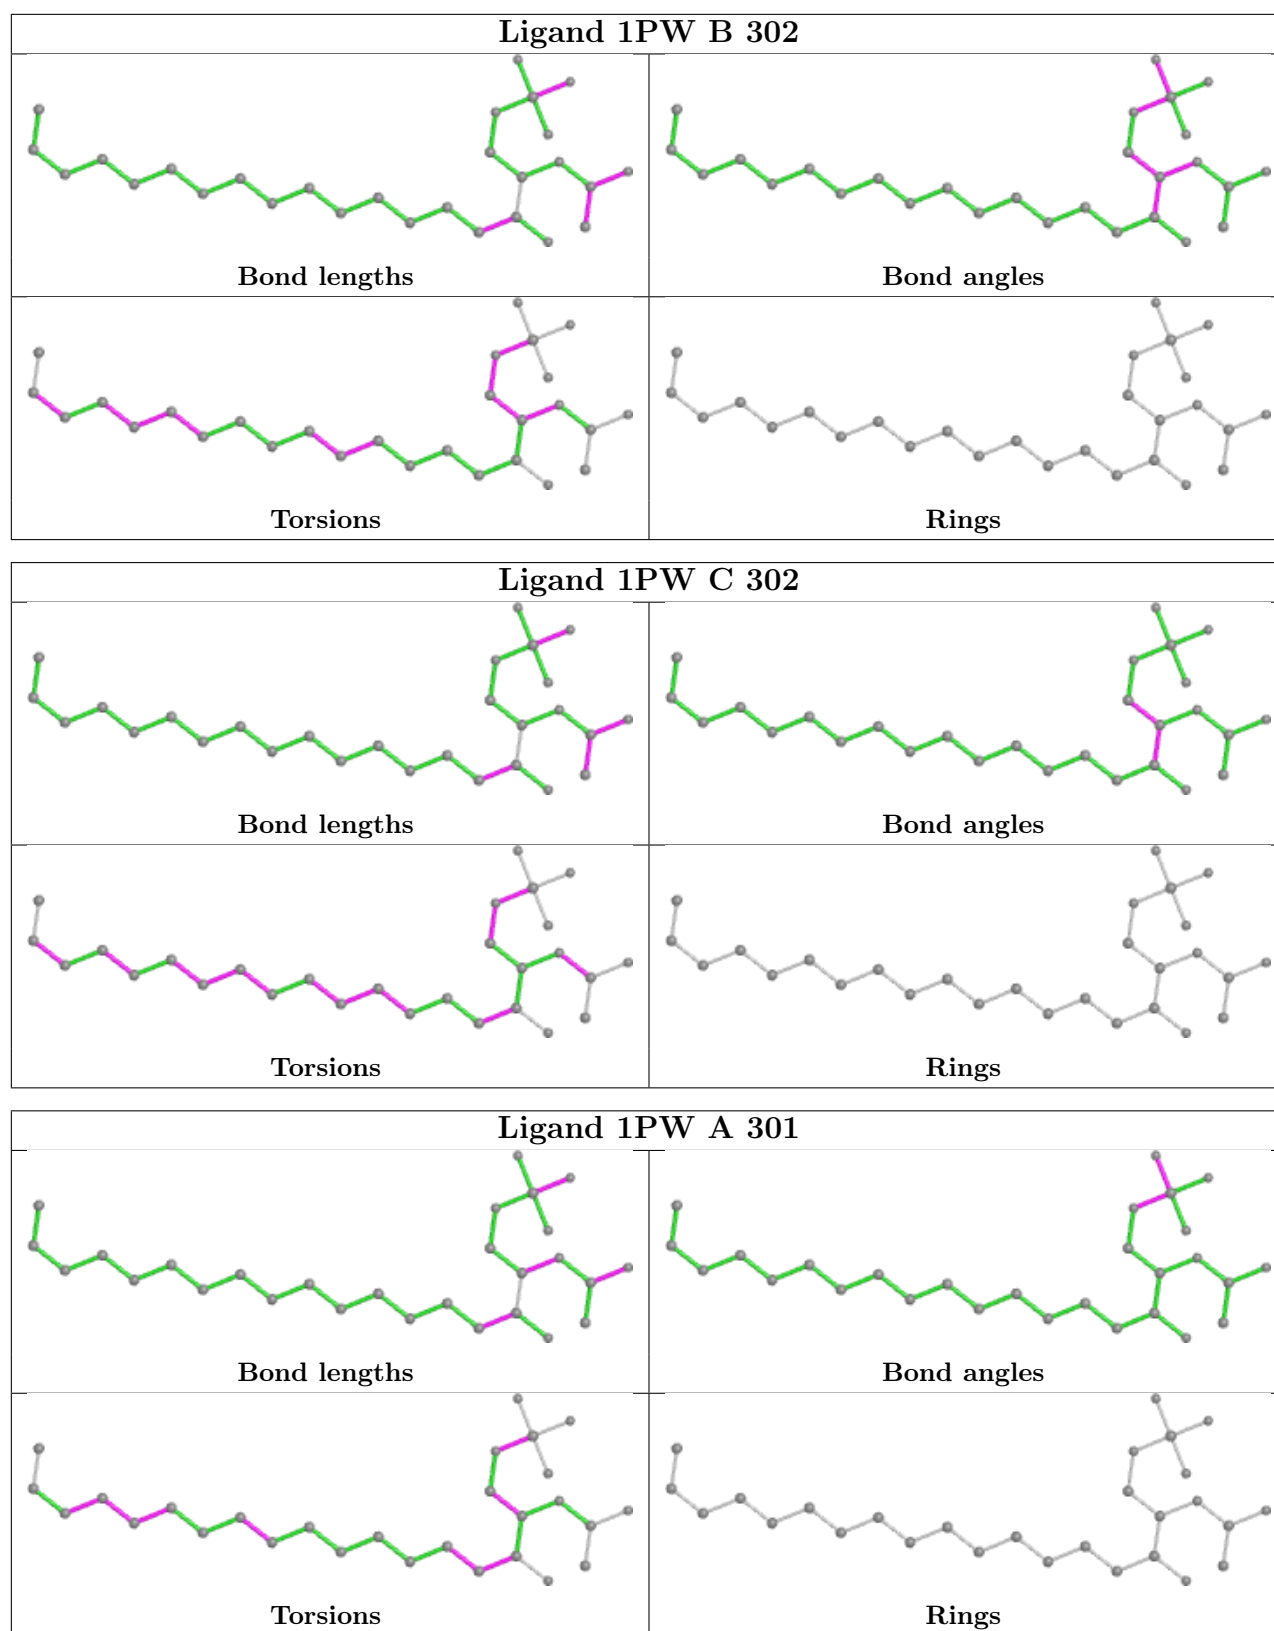 Ligand 1PW B 302
Bond lengths
Bond angles
Torsions
Rings
Ligand 1PW C 302
Bond lengths
Bond angles
Torsions
Rings
Ligand 1PW A 301
Bond lengths
Bond angles
Torsions
Rings